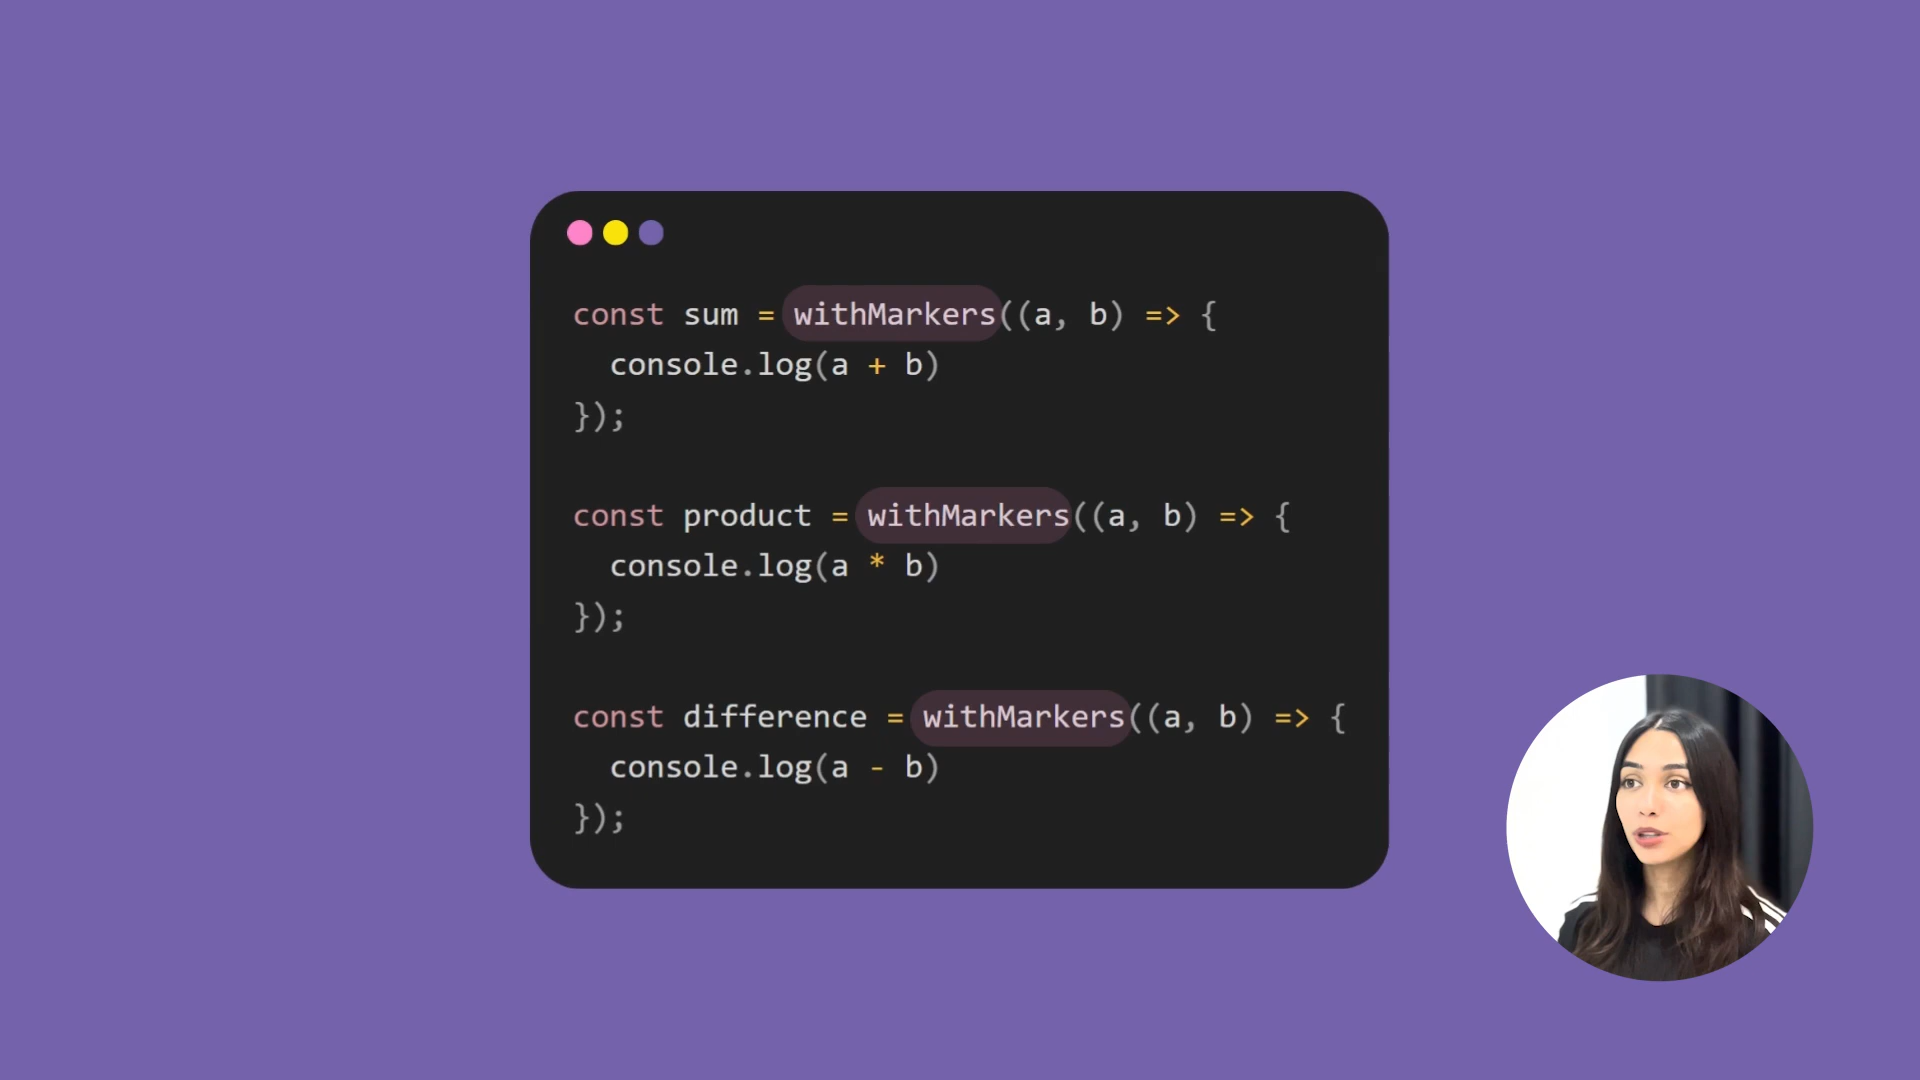 const sum = withMarkers((a, b) => {
  console.log(a + b)
});
const product = withMarkers((a, b) => {
  console.log(a * b)
});
const difference = withMarkers((a, b) => {
  console.log(a - b)
});